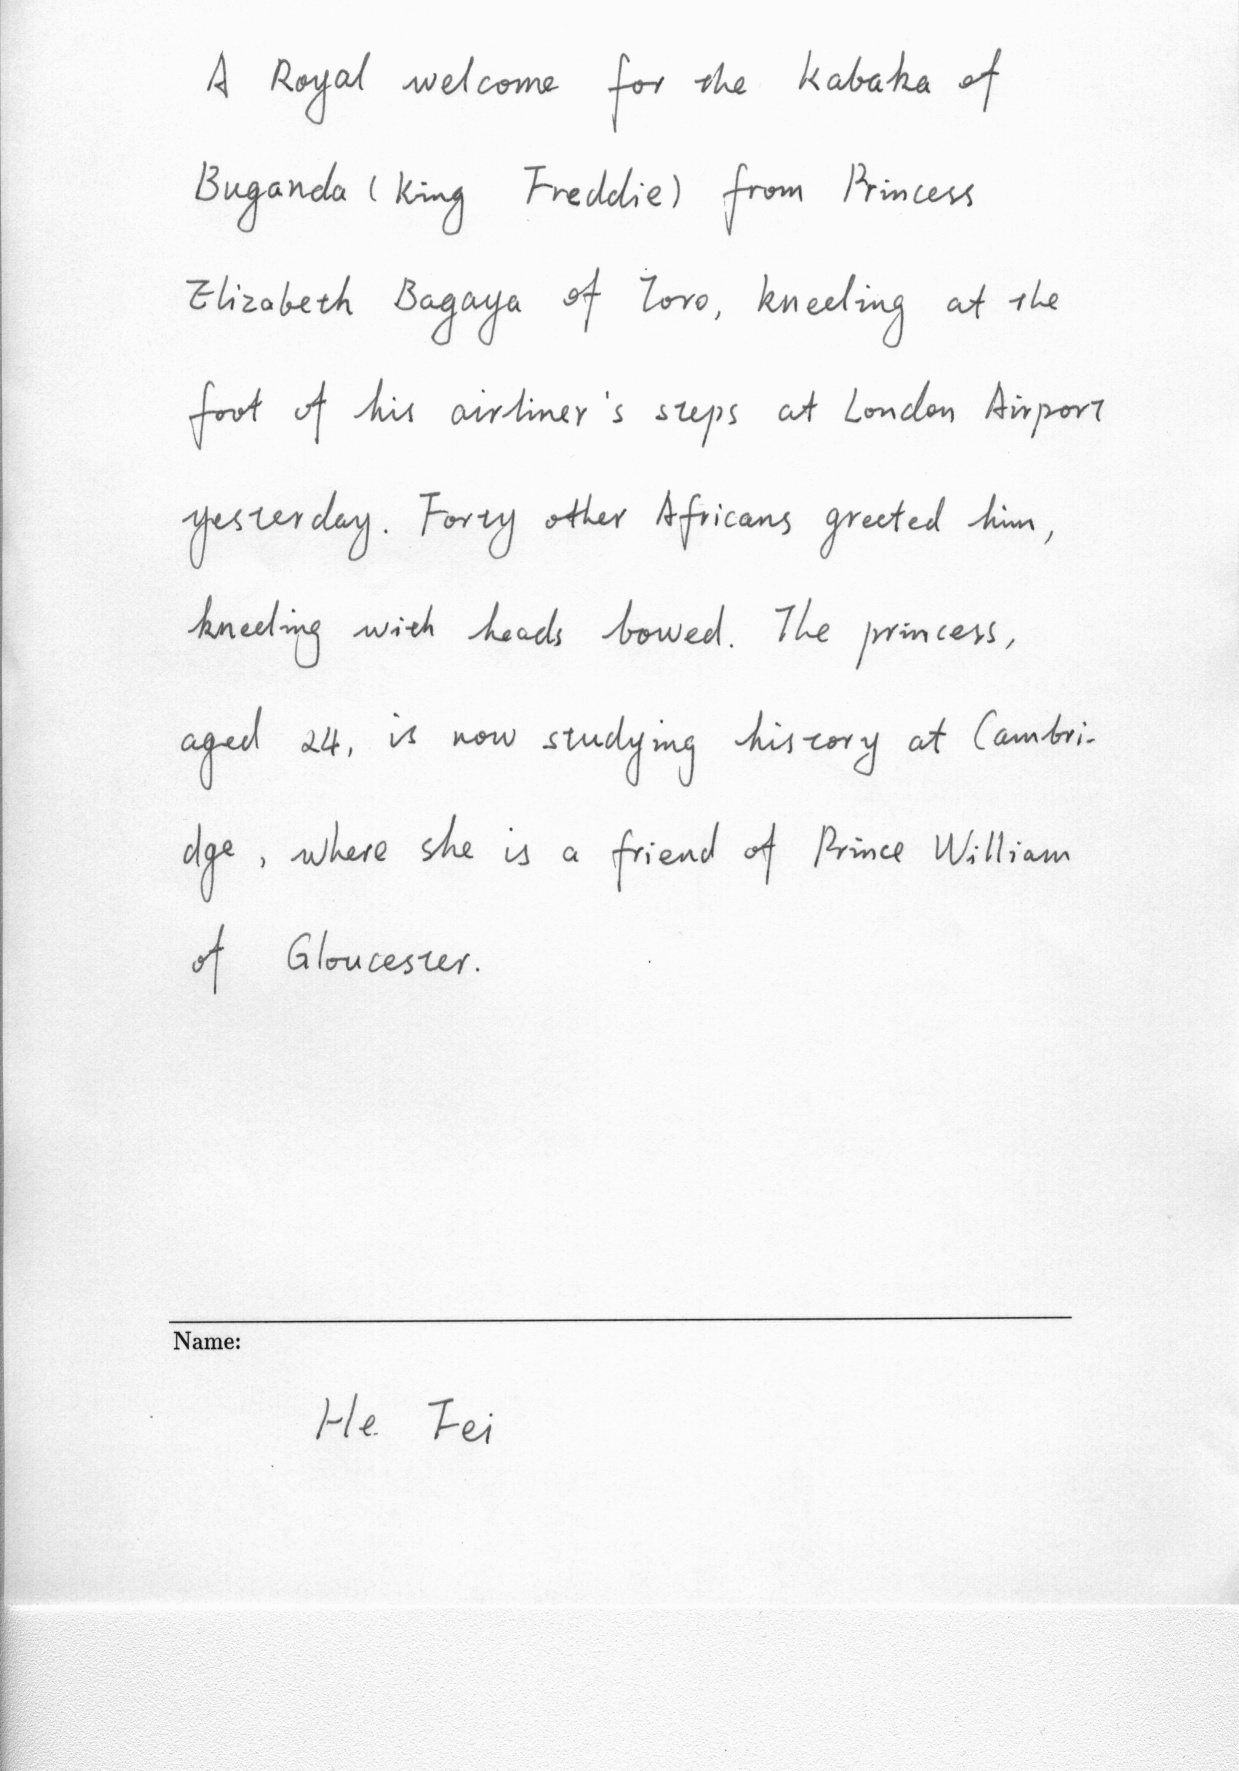 A Royal welcome for the Kabaka of
Buganda (King Freddie) from Princess
Elizabeth Bagaya of Toro, kneeling at the
foot of his airliner's steps at London Airport
yesterday. Forty other Africans greeted him,
kneeling with heads bowed. The princess,
aged 24, is now studying history at Cambri-
dge, where she is a friend of Prince William
of Gloucester.
Name:
He Fei